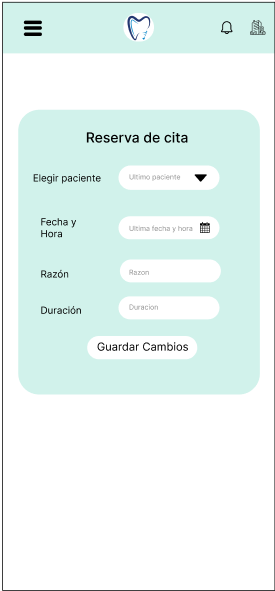 Reserva de cita
Elegir paciente
Ultimo paciente
Fecha y
Hora
Ultima fecha y hora
Razón
Razon
Duración
Duracion
Guardar Cambios